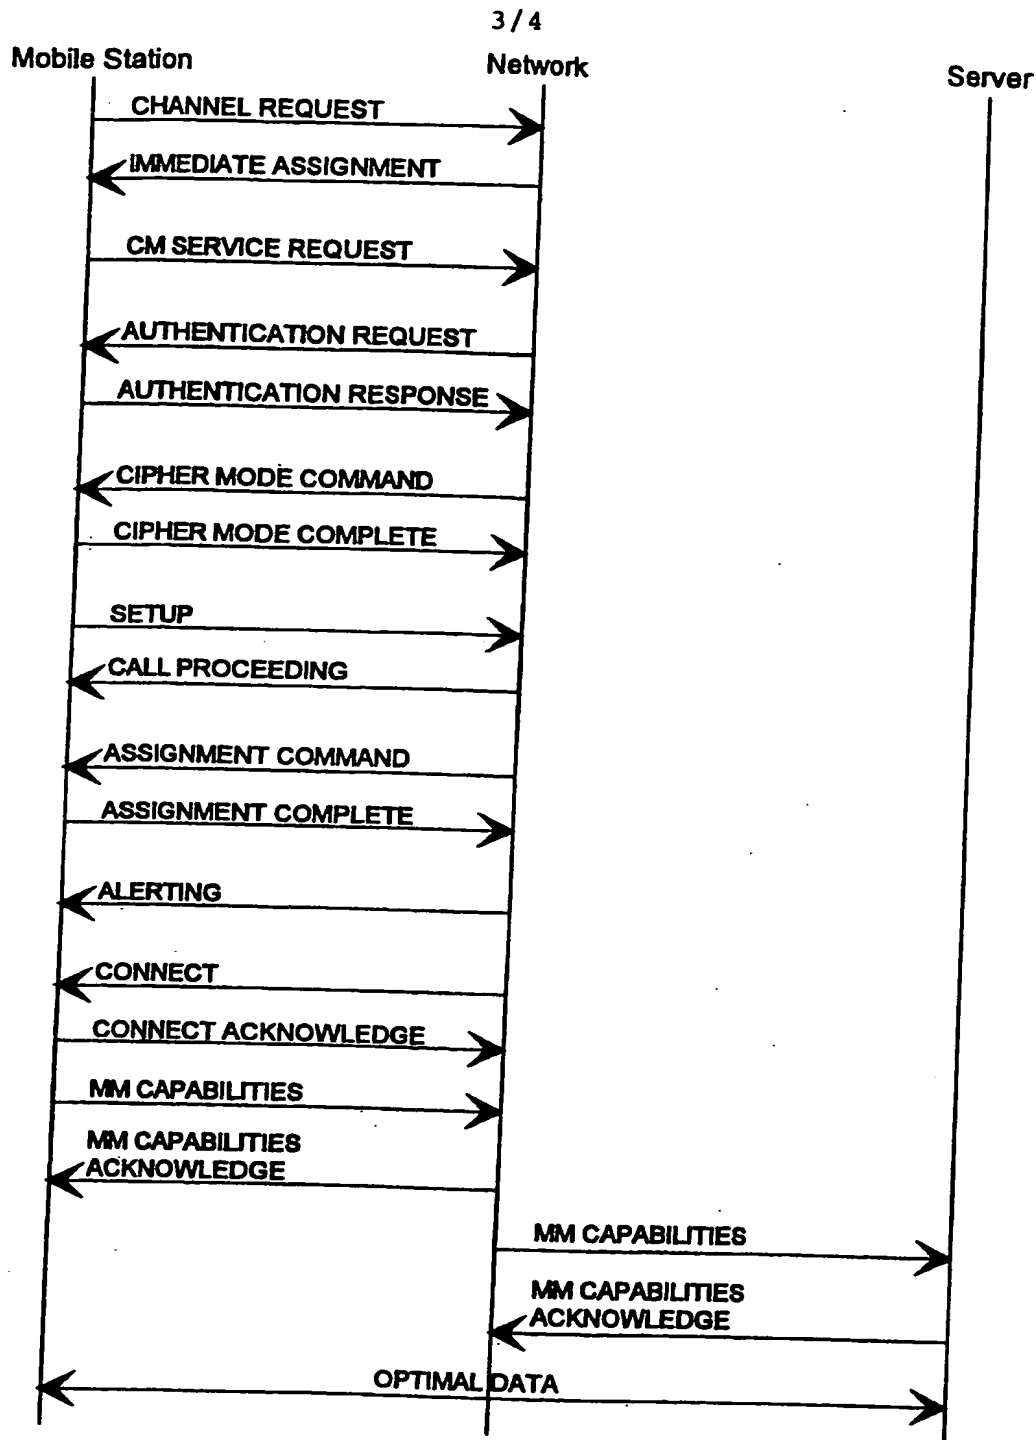 3/4
Mobile Station
Network
Server
CHANNEL REQUEST
IMMEDIATE ASSIGNMENT
CM SERVICE REQUEST
AUTHENTICATION REQUEST
AUTHENTICATION RESPONSE
CIPHER MODE COMMAND
CIPHER MODE COMPLETE
SETUP
CALL PROCEEDING
ASSIGNMENT COMMAND
ASSIGNMENT COMPLETE
ALERTING
CONNECT
CONNECT ACKNOWLEDGE
MM CAPABILITIES
MM CAPABILITIES
ACKNOWLEDGE
MM CAPABILITIES
MM CAPABILITIES
ACKNOWLEDGE
OPTIMAL DATA